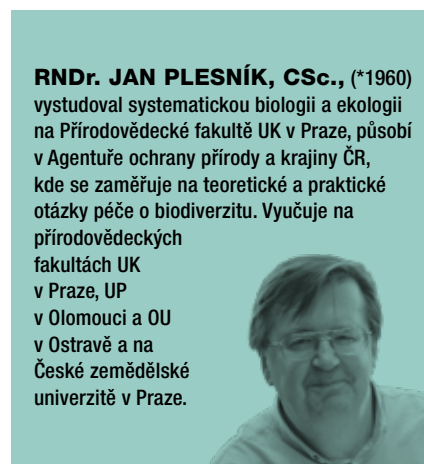 RNDr. JAN PLESNÍK, CSc., (*1960)
vystudoval systematickou biologii a ekologii
na Přírodovědecké fakultě UK v Praze, působí
v Agentuře ochrany přírody a krajiny ČR,
kde se zaměřuje na teoretické a praktické
otázky péče o biodiverzitu. Vyučuje na
přírodovědeckých
fakultách UK
v Praze, UP
v Olomouci a OU
v Ostravě a na
České zemědělské
univerzitě v Praze.